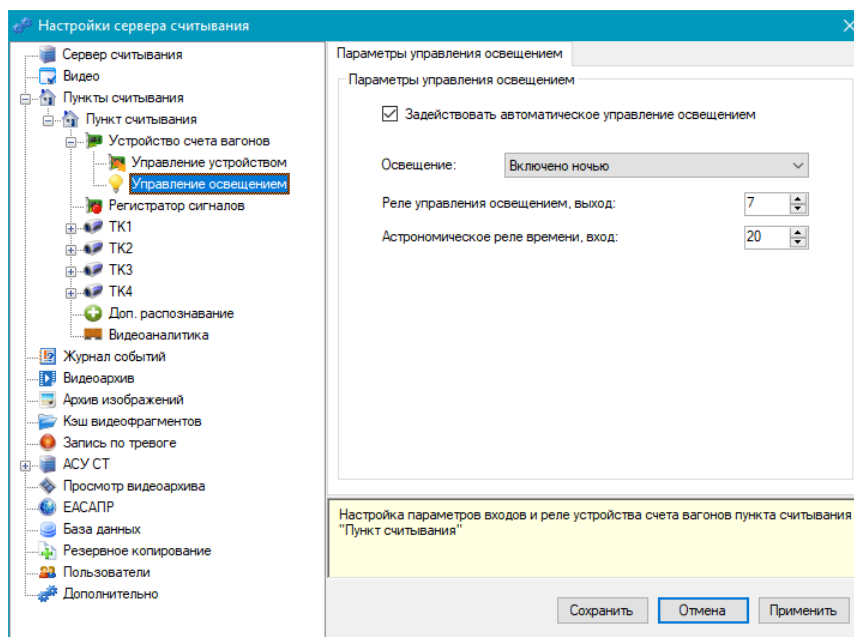 Настройки сервера считывания
Сервер считывания
Видео
Пункты считывания
Пункт считывания
Устройство счета вагонов
Управление устройством
Управление освещением
Регистратор сигналов
ТК1
ТК2
ТК3
ТК4
Доп. распознавание
Видеоаналитика
Журнал событий
Видеоархив
Архив изображений
Кэш видеофрагментов
Запись по тревоге
АСУ СТ
Просмотр видеоархива
ЕАСАПР
База данных
Резервное копирование
Пользователи
Дополнительно
Параметры управления освещением
Параметры управления освещением
Задействовать автоматическое управление освещением
Освещение: Включено ночью
Реле управления освещением, выход: 7
Астрономическое реле времени, вход: 20
Настройка параметров входов и реле устройства счета вагонов пункта считывания
"Пункт считывания"
Сохранить Отмена Применить